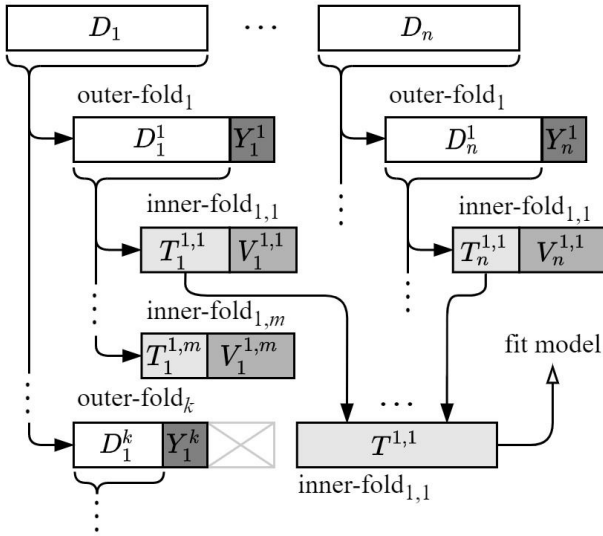 D_1 ⋯ D_n
outer-fold_1 outer-fold_1
D_1^1 Y_1^1 D_n^1 Y_n^1
inner-fold_{1,1} inner-fold_{1,1}
T_1^{1,1} V_1^{1,1} T_n^{1,1} V_n^{1,1}
inner-fold_{1,m}
T_1^{1,m} V_1^{1,m} fit model
outer-fold_k ⋯
D_1^k Y_1^k T^{1,1}
inner-fold_{1,1}